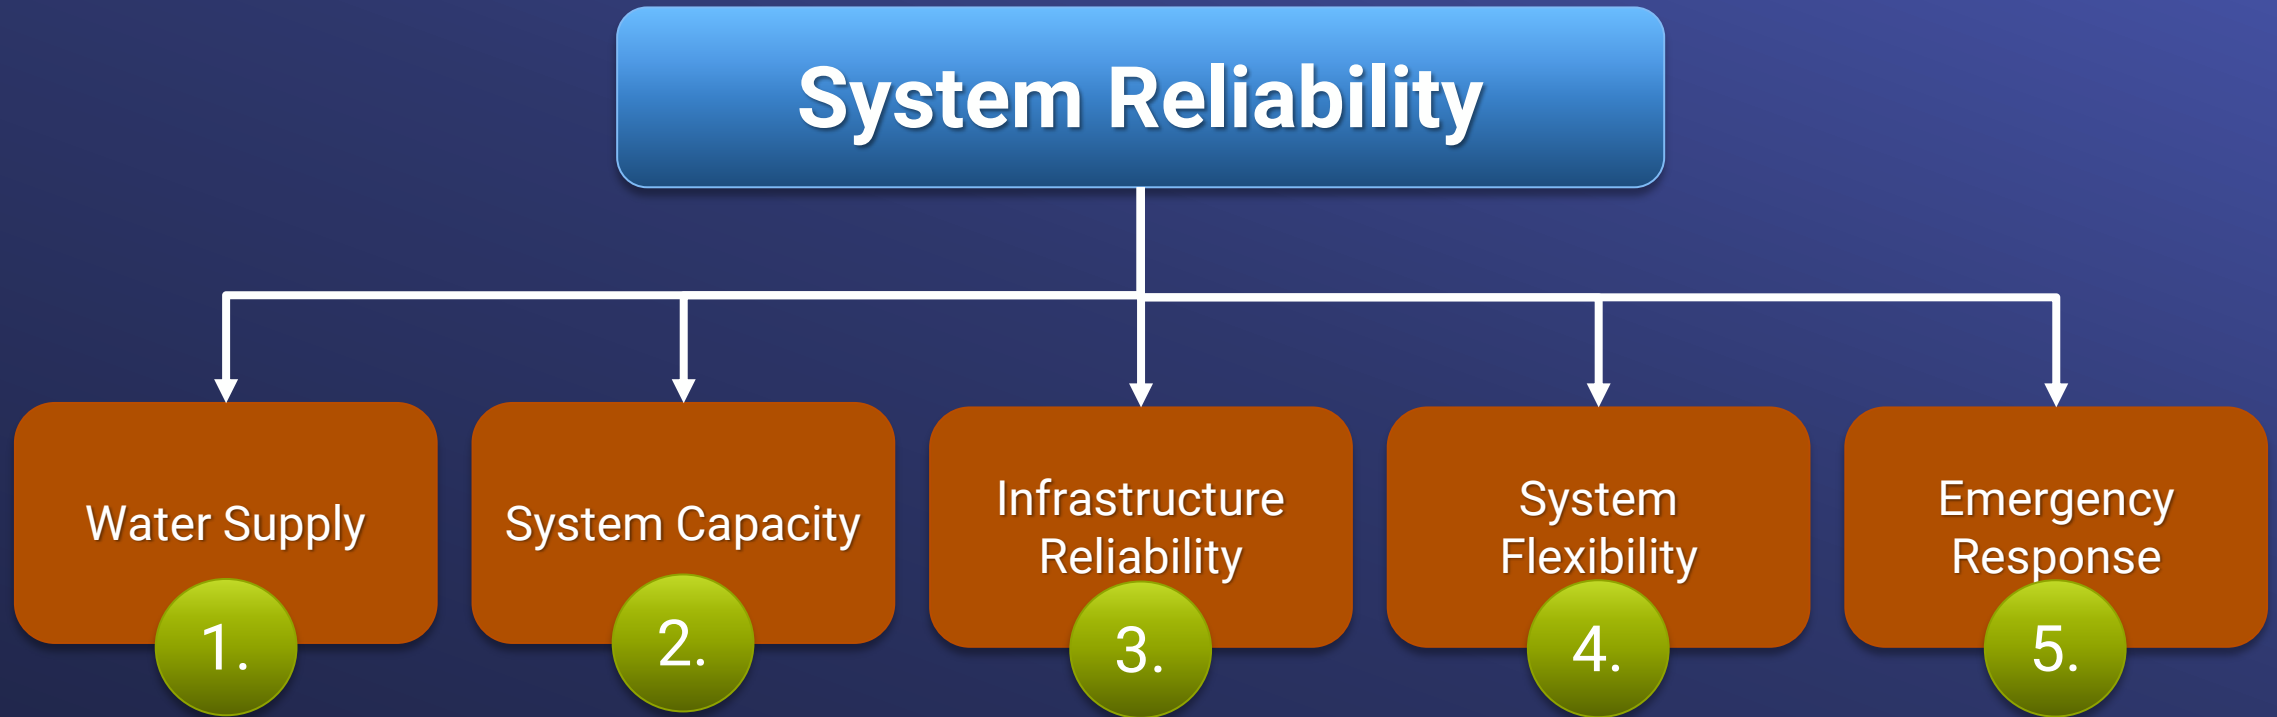 System Reliability
Water Supply
System Capacity
Infrastructure
Reliability
System
Flexibility
Emergency
Response
1.
2.
3.
4.
5.